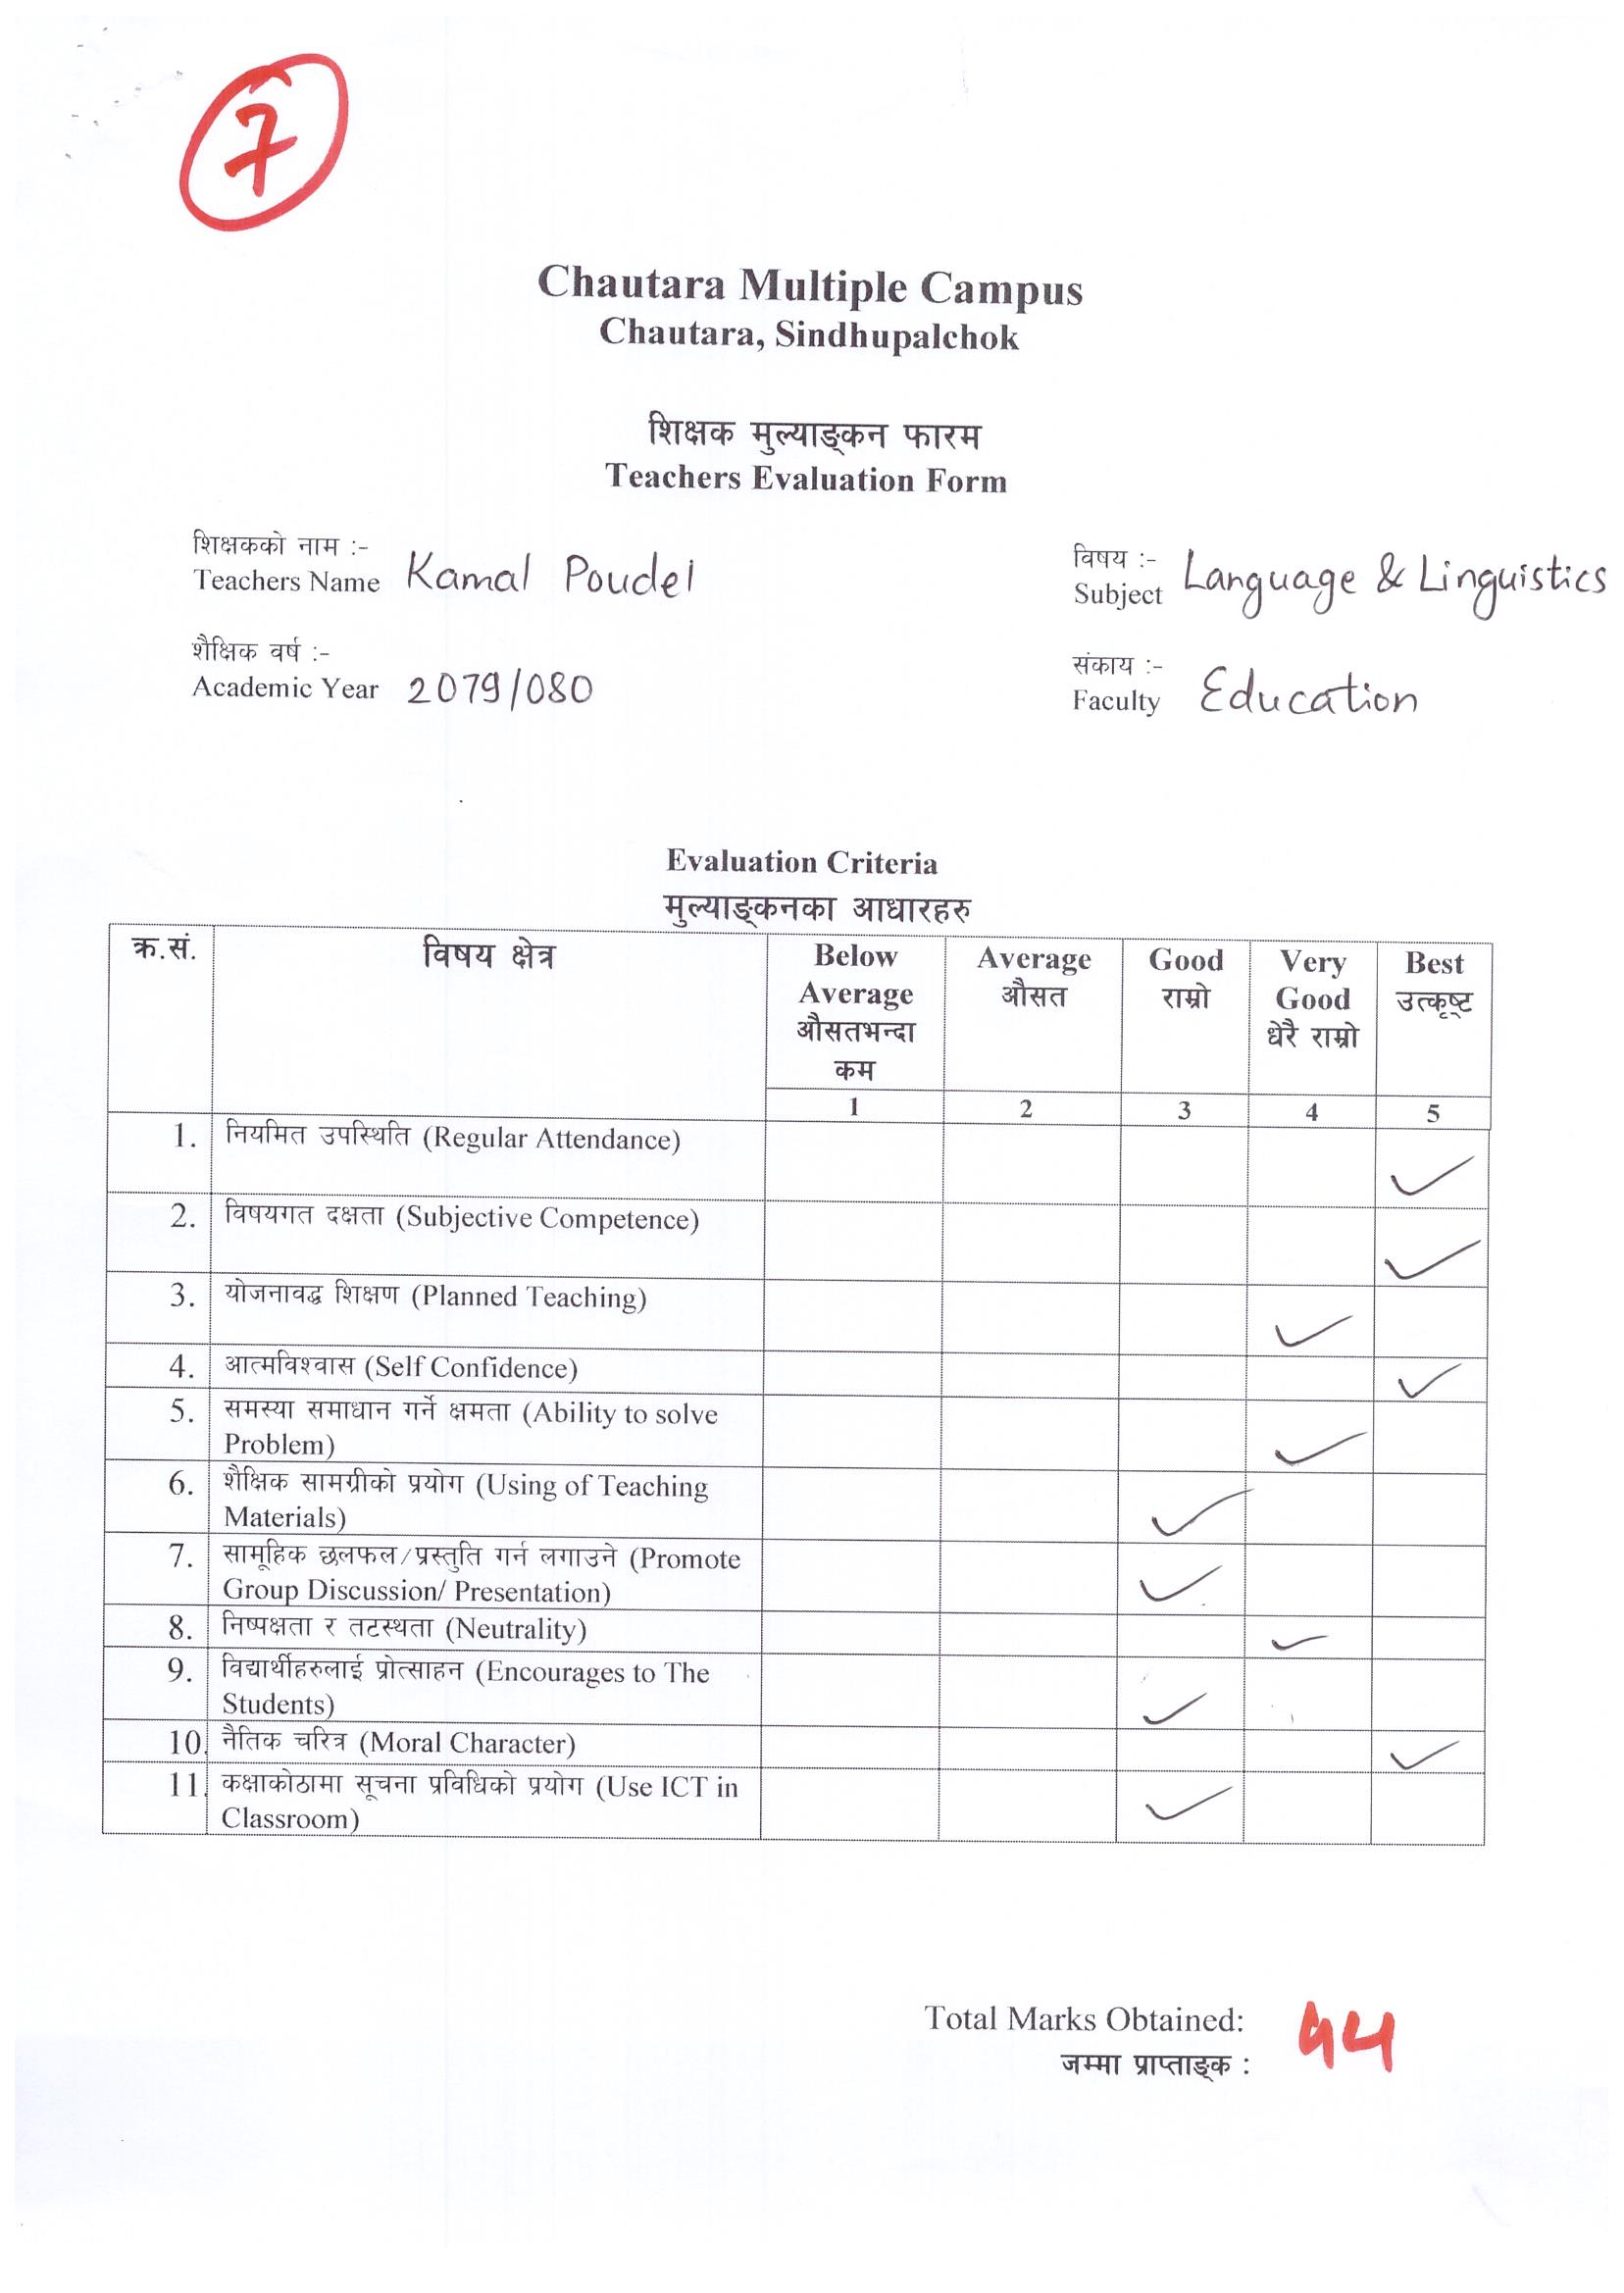 7
Chautara Multiple Campus
Chautara, Sindhupalchok
शिक्षक मुल्याङ्कन फारम
Teachers Evaluation Form
शिक्षकको नाम :-
Teachers Name Kamal Poudel
विषय :-
Subject Language & Linguistics
शैक्षिक वर्ष :-
Academic Year 2079/080
संकाय :-
Faculty Education
Evaluation Criteria
मुल्याङ्कनका आधारहरु
क्र.सं. विषय क्षेत्र Below Average औसतभन्दा कम Average औसत Good राम्रो Very Good धेरै राम्रो Best उत्कृष्ट
1 2 3 4 5
1. नियमित उपस्थिति (Regular Attendance) ✓
2. विषयगत दक्षता (Subjective Competence) ✓
3. योजनावद्ध शिक्षण (Planned Teaching) ✓
4. आत्मविश्वास (Self Confidence) ✓
5. समस्या समाधान गर्ने क्षमता (Ability to solve
Problem) ✓
6. शैक्षिक सामग्रीको प्रयोग (Using of Teaching
Materials) ✓
7. सामूहिक छलफल/प्रस्तुति गर्न लगाउने (Promote
Group Discussion/ Presentation) ✓
8. निष्पक्षता र तटस्थता (Neutrality) ✓
9. विद्यार्थीहरुलाई प्रोत्साहन (Encourages to The
Students) ✓
10. नैतिक चरित्र (Moral Character) ✓
11. कक्षाकोठामा सूचना प्रविधिको प्रयोग (Use ICT in
Classroom) ✓
Total Marks Obtained: 44
जम्मा प्राप्ताङ्क :